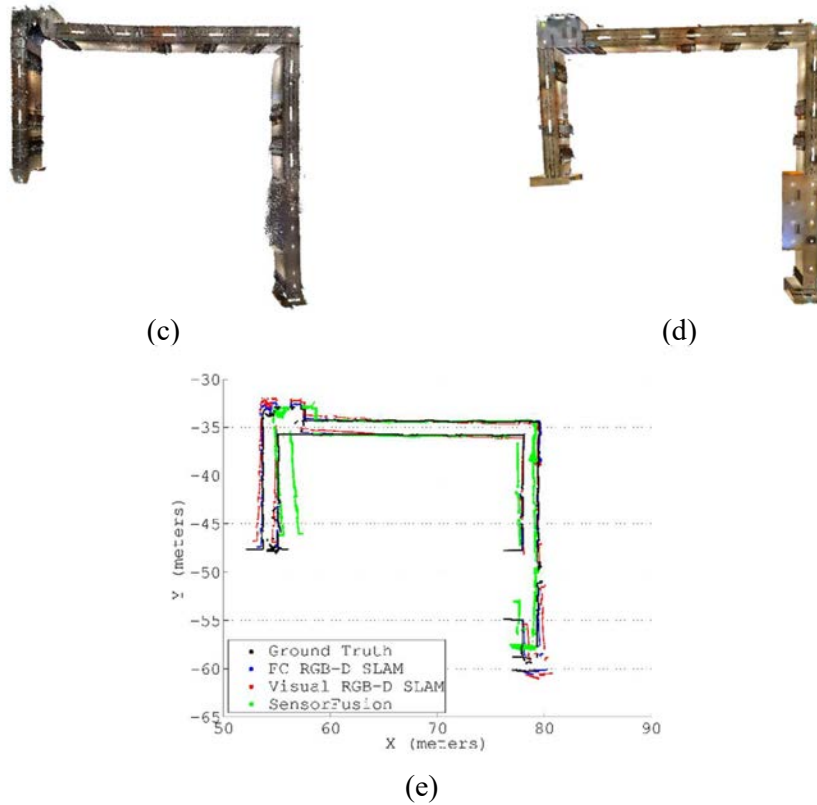 (c)
(d)
−30
−35
−45
−50
−55
−60
−65
Y (meters)
Ground Truth
FC RGB-D SLAM
Visual RGB-D SLAM
SensorFusion
50
60
70
80
90
X (meters)
(e)